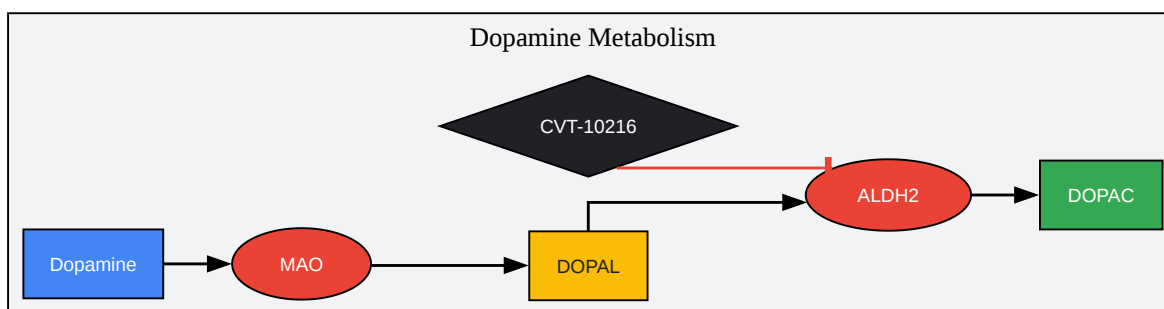 Dopamine Metabolism
CVT-10216
ALDH2
DOPAC
Dopamine
MAO
DOPAL